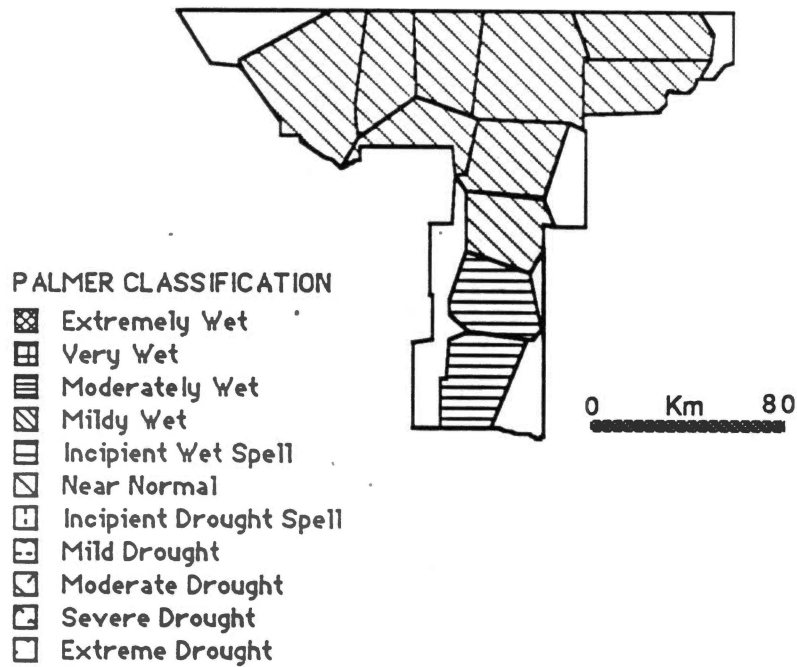 PALMER CLASSIFICATION
Extremely Wet
Very Wet
Moderately Wet
Mildy Wet
Incipient Wet Spell
Near Normal
Incipient Drought Spell
Mild Drought
Moderate Drought
Severe Drought
Extreme Drought
0 Km 80